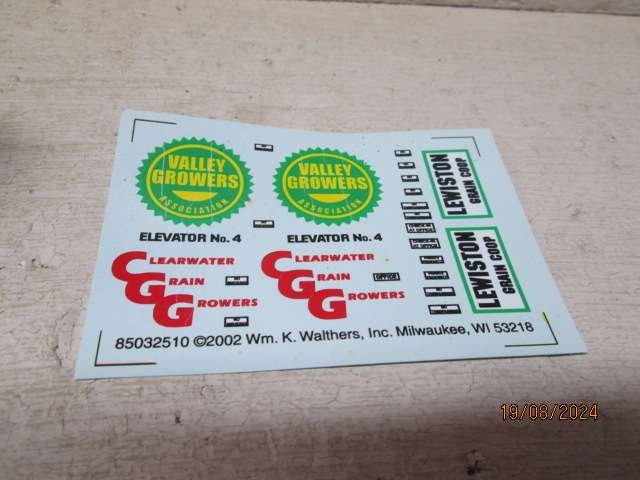 VALLEY
GROWERS
ASSOCIATION
ELEVATOR No. 4
CLEARWATER
GRAIN
GROWERS
VALLEY
GROWERS
ASSOCIATION
ELEVATOR No. 4
CLEARWATER
GRAIN
GROWERS
OFFICE
LEWISTON
GRAIN COOP
LEWISTON
GRAIN COOP
85032510 ©2002 Wm. K. Walthers, Inc. Milwaukee, WI 53218
19/08/2024